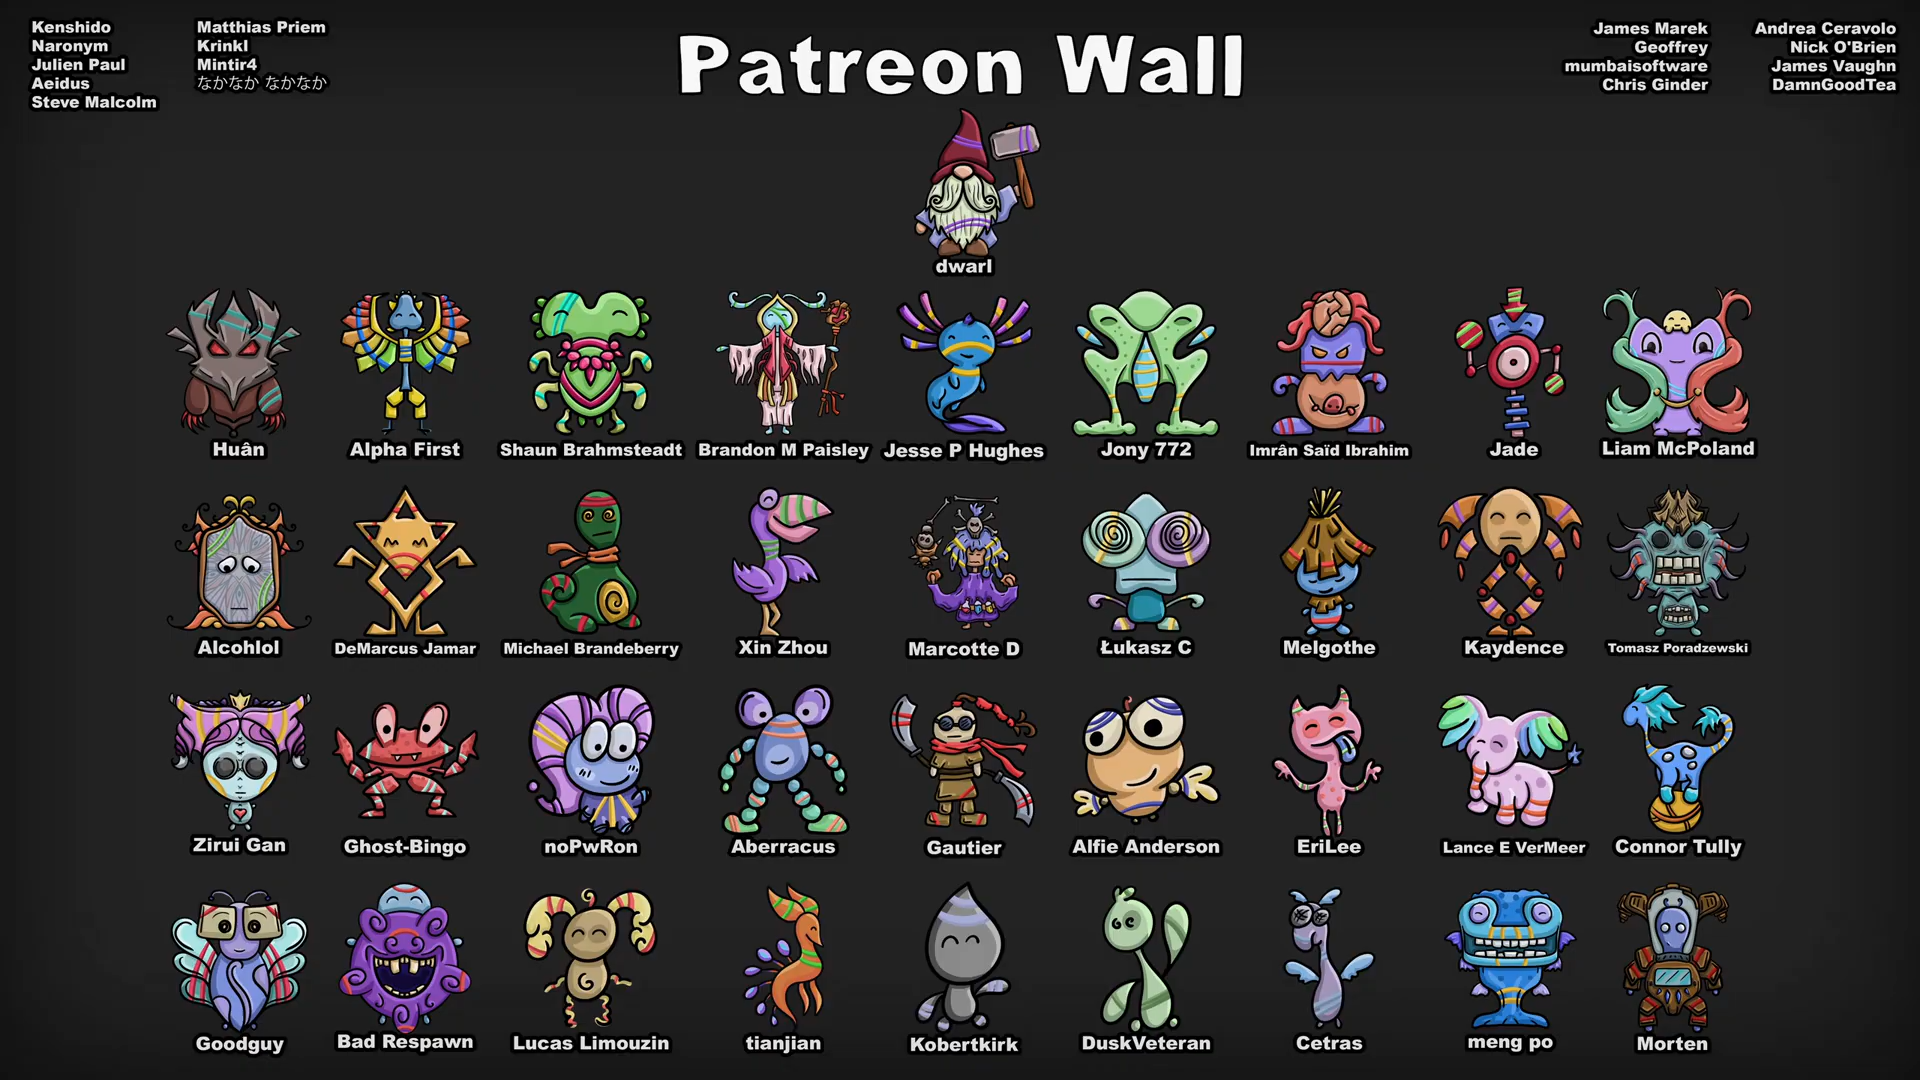 Kenshido
Naronym
Julien Paul
Aeidus
Steve Malcolm
Matthias Priem
Krinkl
Mintir4
なかなか なかなか
Patreon Wall
James Marek
Geoffrey
mumbaisoftware
Chris Ginder
Andrea Ceravolo
Nick O'Brien
James Vaughn
DamnGoodTea
dwarl
Huân
Alpha First
Shaun Brahmsteadt
Brandon M Paisley
Jesse P Hughes
Jony 772
Imrân Saïd Ibrahim
Jade
Liam McPoland
Alcohlol
DeMarcus Jamar
Michael Brandeberry
Xin Zhou
Marcotte D
Łukasz C
Melgothe
Kaydence
Tomasz Poradzewski
Zirui Gan
Ghost-Bingo
noPwRon
Aberracus
Gautier
Alfie Anderson
EriLee
Lance E VerMeer
Connor Tully
Goodguy
Bad Respawn
Lucas Limouzin
tianjian
Kobertkirk
DuskVeteran
Cetras
meng po
Morten